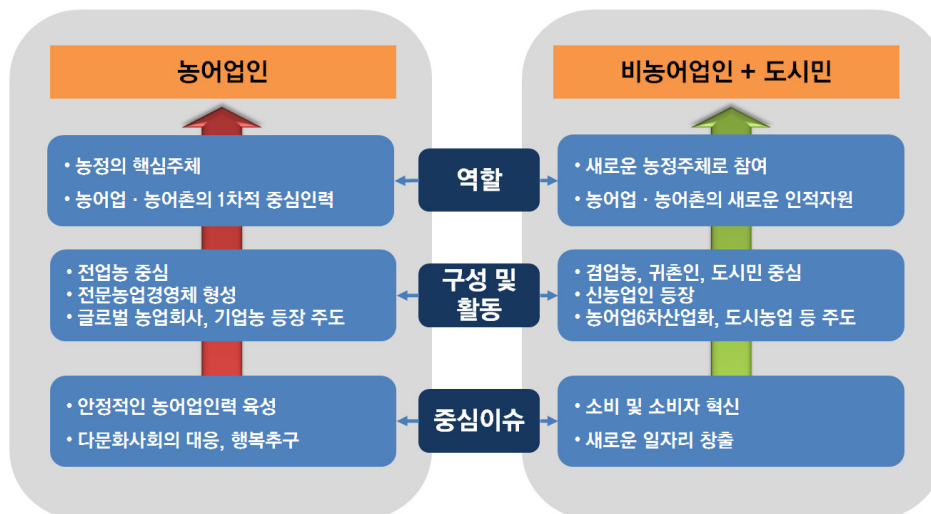 농어업인
비농어업인 + 도시민
• 농정의 핵심주체
• 농어업 · 농어촌의 1차적 중심인력
역할
• 새로운 농정주체로 참여
• 농어업 · 농어촌의 새로운 인적자원
• 전업농 중심
• 전문농업경영체 형성
• 글로벌 농업회사, 기업농 등장 주도
구성 및
활동
• 겸업농, 귀촌인, 도시민 중심
• 신농업인 등장
• 농어업6차산업화, 도시농업 등 주도
• 안정적인 농어업인력 육성
• 다문화사회의 대응, 행복추구
중심이슈
• 소비 및 소비자 혁신
• 새로운 일자리 창출